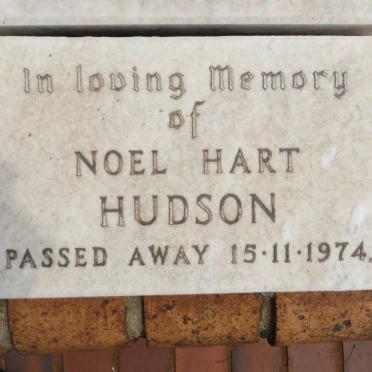 In loving Memory
of
NOEL HART
HUDSON
PASSED AWAY 15·11·1974.